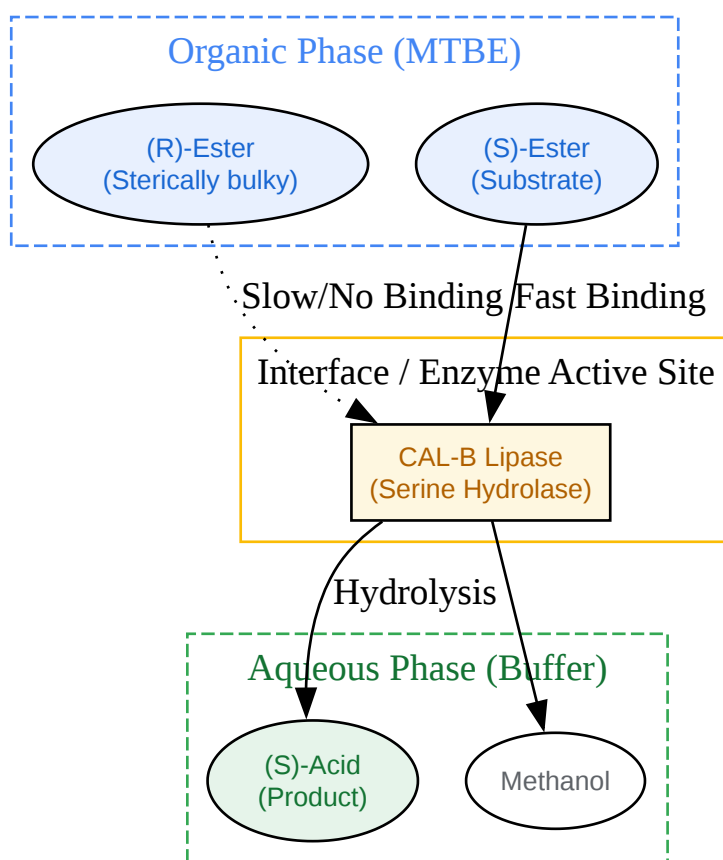 Organic Phase (MTBE)
(R)-Ester
(Sterically bulky)
(S)-Ester
(Substrate)
Slow/No Binding
Fast Binding
Interface / Enzyme Active Site
CAL-B Lipase
(Serine Hydrolase)
Hydrolysis
Aqueous Phase (Buffer)
(S)-Acid
(Product)
Methanol